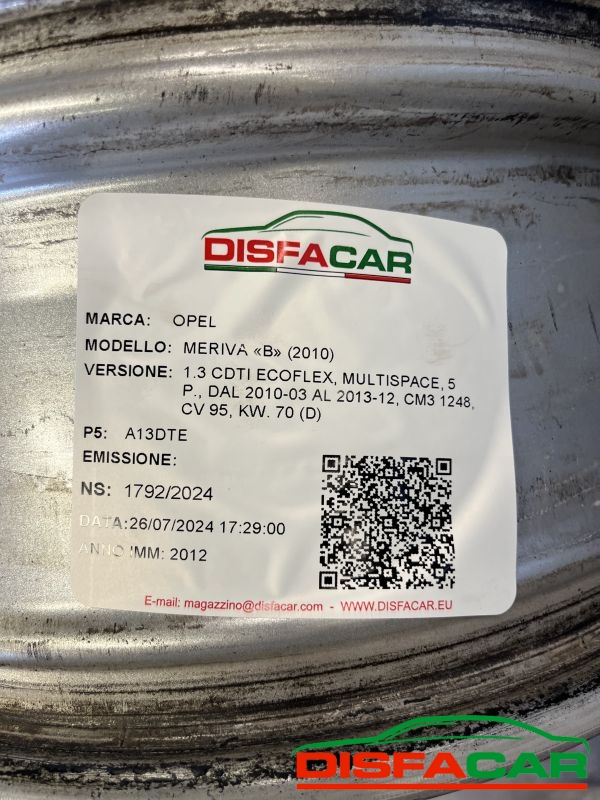 DISFACAR
MARCA: OPEL
MODELLO: MERIVA «B» (2010)
VERSIONE: 1.3 CDTI ECOFLEX, MULTISPACE, 5
P., DAL 2010-03 AL 2013-12, CM3 1248,
CV 95, KW. 70 (D)
P5: A13DTE
EMISSIONE:
NS: 1792/2024
DATA:26/07/2024 17:29:00
ANNO IMM: 2012
E-mail: magazzino@disfacar.com - WWW.DISFACAR.EU
DISFACAR